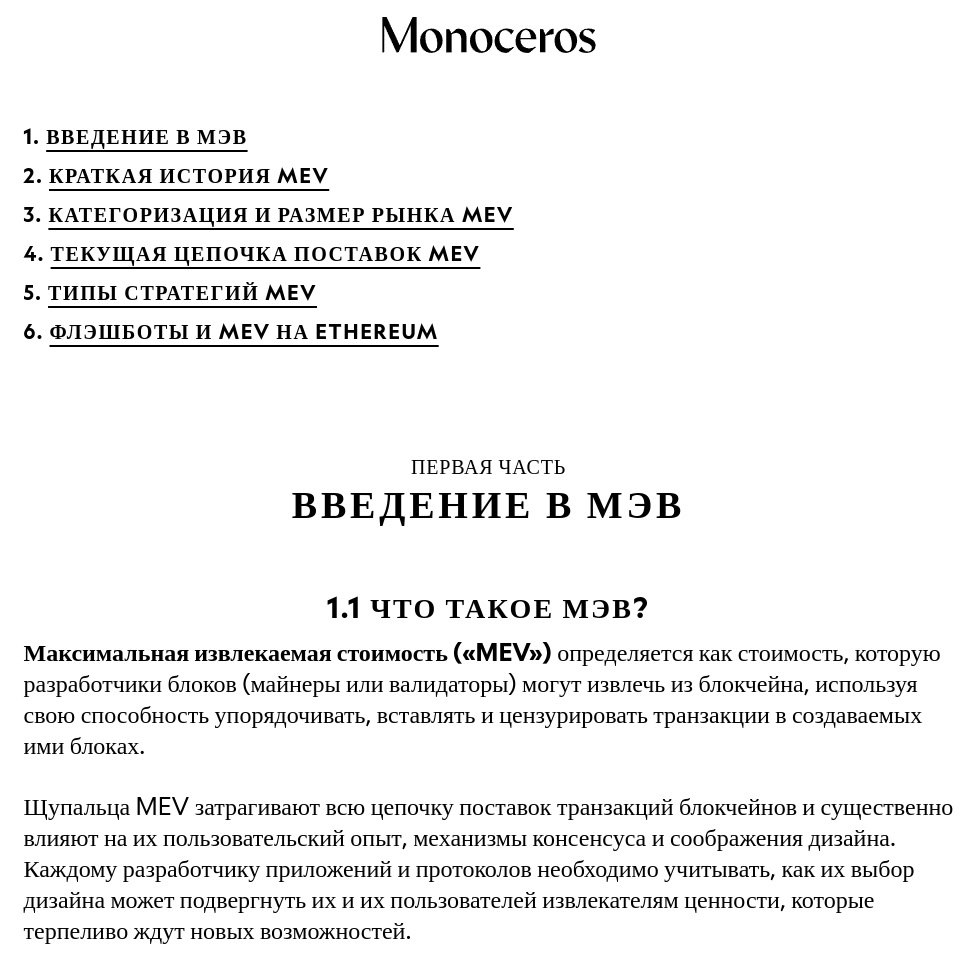 Monoceros
1. ВВЕДЕНИЕ В МЭВ
2. КРАТКАЯ ИСТОРИЯ MEV
3. КАТЕГОРИЗАЦИЯ И РАЗМЕР РЫНКА MEV
4. ТЕКУЩАЯ ЦЕПОЧКА ПОСТАВОК MEV
5. ТИПЫ СТРАТЕГИЙ MEV
6. ФЛЭШБОТЫ И MEV НА ETHEREUM
ПЕРВАЯ ЧАСТЬ
ВВЕДЕНИЕ В МЭВ
1.1 ЧТО ТАКОЕ МЭВ?
Максимальная извлекаемая стоимость («MEV») определяется как стоимость, которую
разработчики блоков (майнеры или валидаторы) могут извлечь из блокчейна, используя
свою способность упорядочивать, вставлять и цензурировать транзакции в создаваемых
ими блоках.
Щупальца MEV затрагивают всю цепочку поставок транзакций блокчейнов и существенно
влияют на их пользовательский опыт, механизмы консенсуса и соображения дизайна.
Каждому разработчику приложений и протоколов необходимо учитывать, как их выбор
дизайна может подвергнуть их и их пользователей извлекателям ценности, которые
терпеливо ждут новых возможностей.